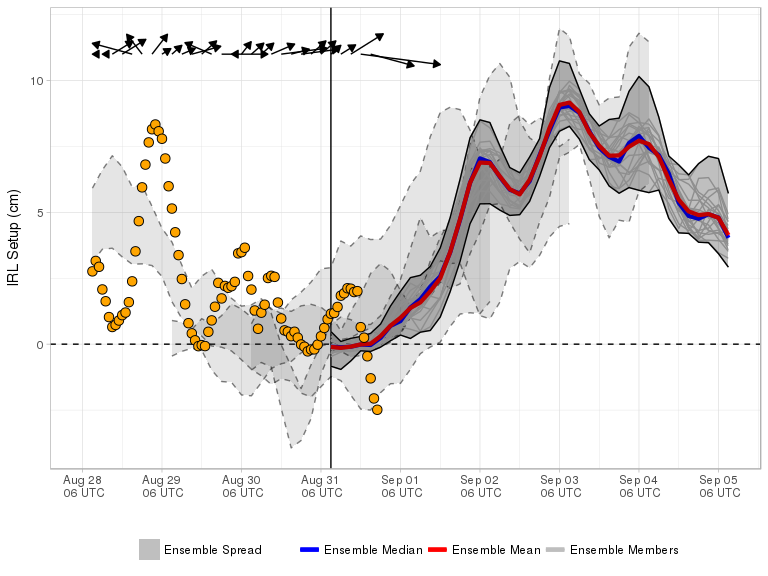 10
5
0
IRL Setup (cm)
Aug 28 Aug 29 Aug 30 Aug 31 Sep 01 Sep 02 Sep 03 Sep 04 Sep 05
06 UTC 06 UTC 06 UTC 06 UTC 06 UTC 06 UTC 06 UTC 06 UTC 06 UTC
Ensemble Spread Ensemble Median Ensemble Mean Ensemble Members